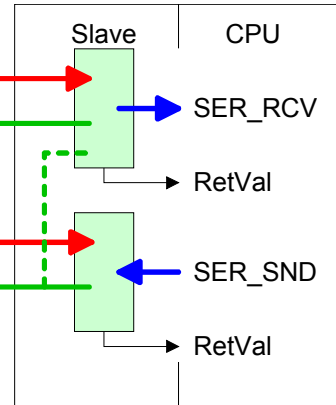 Slave CPU
SER_RCV
RetVal
SER_SND
RetVal